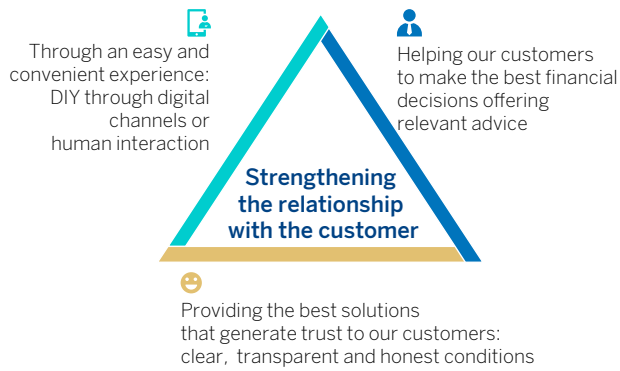 Through an easy and
convenient experience:
DIY through digital
channels or
human interaction
Helping our customers
to make the best financial
decisions offering
relevant advice
Strengthening
the relationship
with the customer
Providing the best solutions
that generate trust to our customers:
clear, transparent and honest conditions